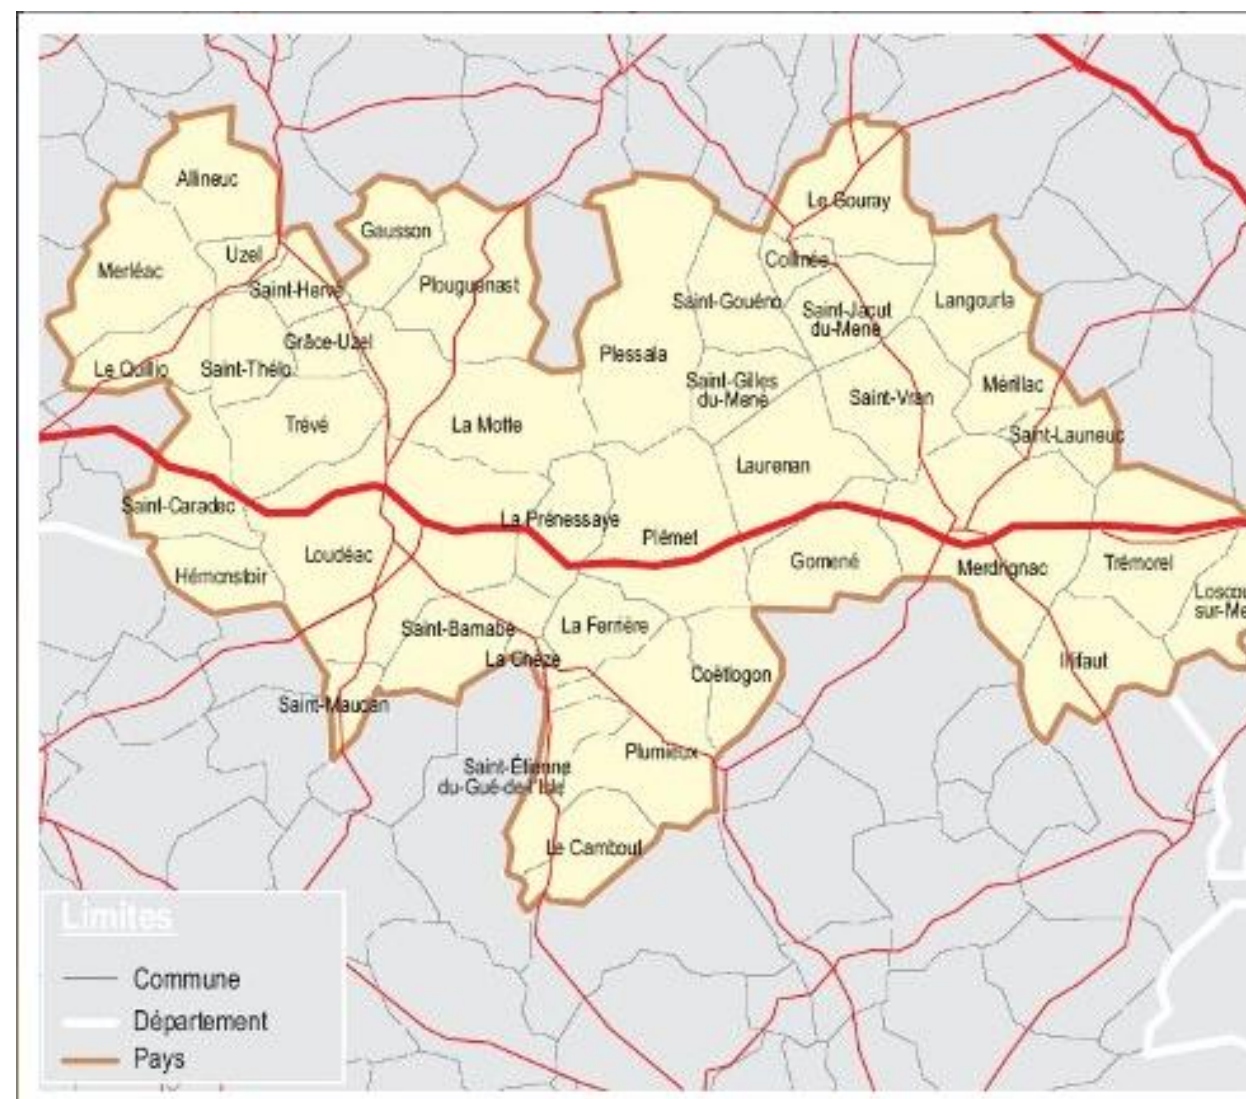 Allineuc
Le Gouray
Gausson
Uzel
Collinée
Merléac
Saint-Hervé
Plouguenast
Saint-Gouéno
Langourla
Saint-Jacut
du-Mené
Grâce-Uzel
Plessala
Le Quillio
Saint-Thélo
Saint-Gilles
du-Mené
Mérillac
Saint-Vran
Trévé
La Motte
Saint-Launeuc
Laurenan
Saint-Caradec
La Prénessaye
Plémet
Loudéac
Gomené
Merdrignac
Trémorel
Hémonstoir
Loscou
sur-Me
Saint-Barnabé
La Ferrière
La Chèze
Illifaut
Coëtlogon
Saint-Maudan
Plumieux
Saint-Étienne
du-Gué-de-l'Isle
Le Cambout
Limites
Commune
Département
Pays